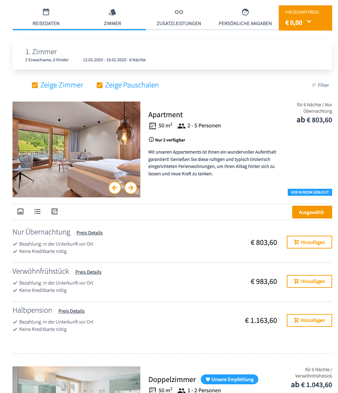 REISEDATEN
ZIMMER
ZUSATZLEISTUNGEN
PERSÖNLICHE ANGABEN
€ 0,00
1. Zimmer
2 Erwachsene, 0 Kinder
12.02.2020 - 18.02.2020 - 6 Nächte
Zeige Zimmer
Zeige Pauschalen
Filter
Apartment
50 m²
2 - 5 Personen
Nur 2 verfügbar
Mit unseren Appartements ist Ihnen ein wundervoller Aufenthalt
garantiert! Genießen Sie diese ruhigen und typisch tirolerisch
eingerichteten Ferienwohnungen, um Ihren Alltag hinter sich zu
lassen und neue Kraft zu tanken.
für 6 Nächte / Nur
Übernachtung
ab € 803,60
VOR KURZEM GEBUCHT
Ausgewählt
Nur Übernachtung
Preis Details
Bezahlung: in der Unterkunft vor Ort
Keine Kreditkarte nötig
€ 803,60
Hinzufügen
Verwöhnfrühstück
Preis Details
Bezahlung: in der Unterkunft vor Ort
Keine Kreditkarte nötig
€ 983,60
Hinzufügen
Halbpension
Preis Details
Bezahlung: in der Unterkunft vor Ort
Keine Kreditkarte nötig
€ 1.163,60
Hinzufügen
Doppelzimmer
Unsere Empfehlung
50 m²
2 - 4 Personen
für 6 Nächte /
Verwöhnfrühstück
ab € 1.043,60